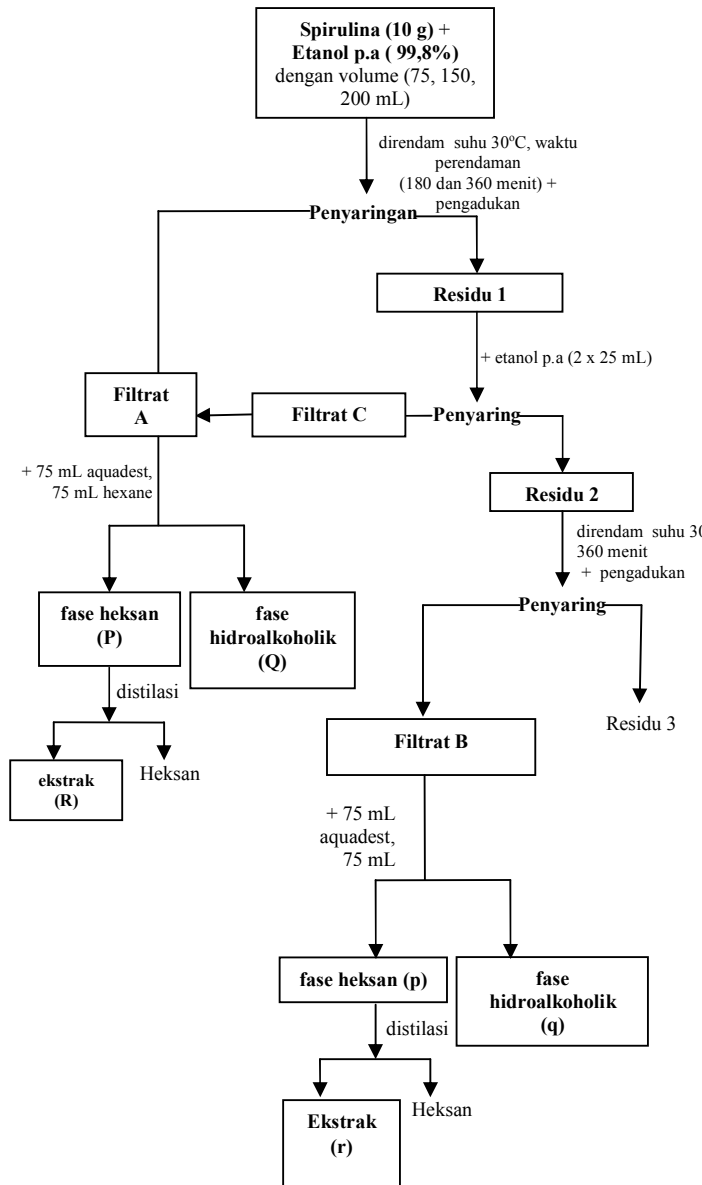 Spirulina (10 g) +
Etanol p.a ( 99,8%)
dengan volume (75, 150,
200 mL)
direndam suhu 30°C, waktu
perendaman
(180 dan 360 menit) +
pengadukan
Penyaringan
Residu 1
+ etanol p.a (2 x 25 mL)
Filtrat
A
Filtrat C
Penyaring
+ 75 mL aquadest,
75 mL hexane
Residu 2
direndam suhu 30
360 menit
+ pengadukan
fase heksan
(P)
fase
hidroalkoholik
(Q)
Penyaring
distilasi
Residu 3
ekstrak
(R)
Heksan
Filtrat B
+ 75 mL
aquadest,
75 mL
fase heksan (p)
fase
hidroalkoholik
(q)
distilasi
Ekstrak
(r)
Heksan